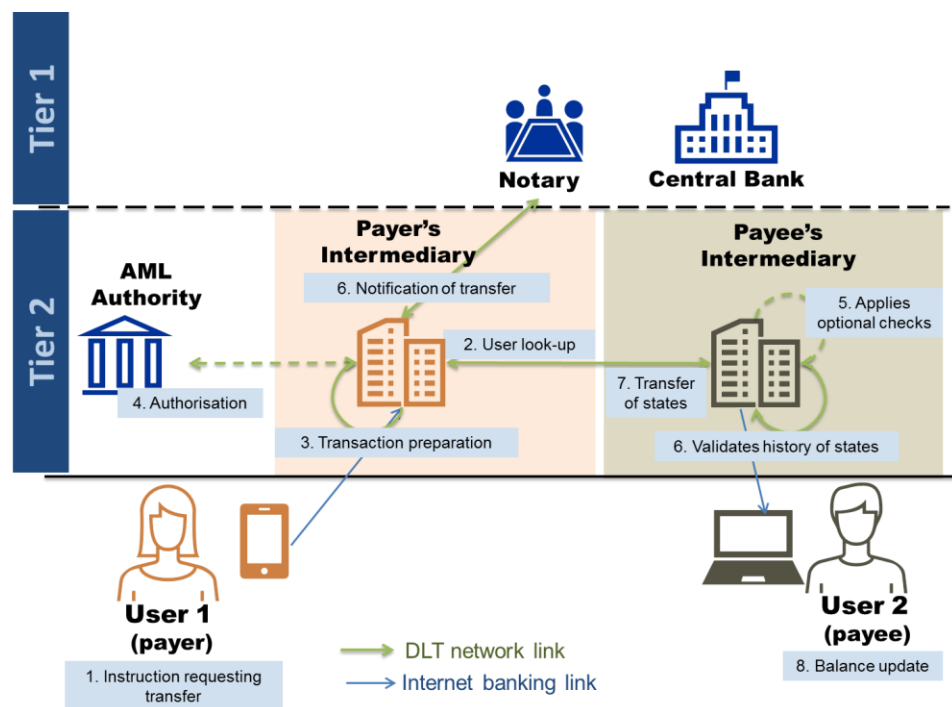 Tier 1
Notary
Central Bank
Tier 2
AML
Authority
Payer's
Intermediary
Payee's
Intermediary
6. Notification of transfer
5. Applies
optional checks
2. User look-up
4. Authorisation
7. Transfer
of states
3. Transaction preparation
6. Validates history of states
User 1
(payer)
User 2
(payee)
1. Instruction requesting
transfer
DLT network link
Internet banking link
8. Balance update